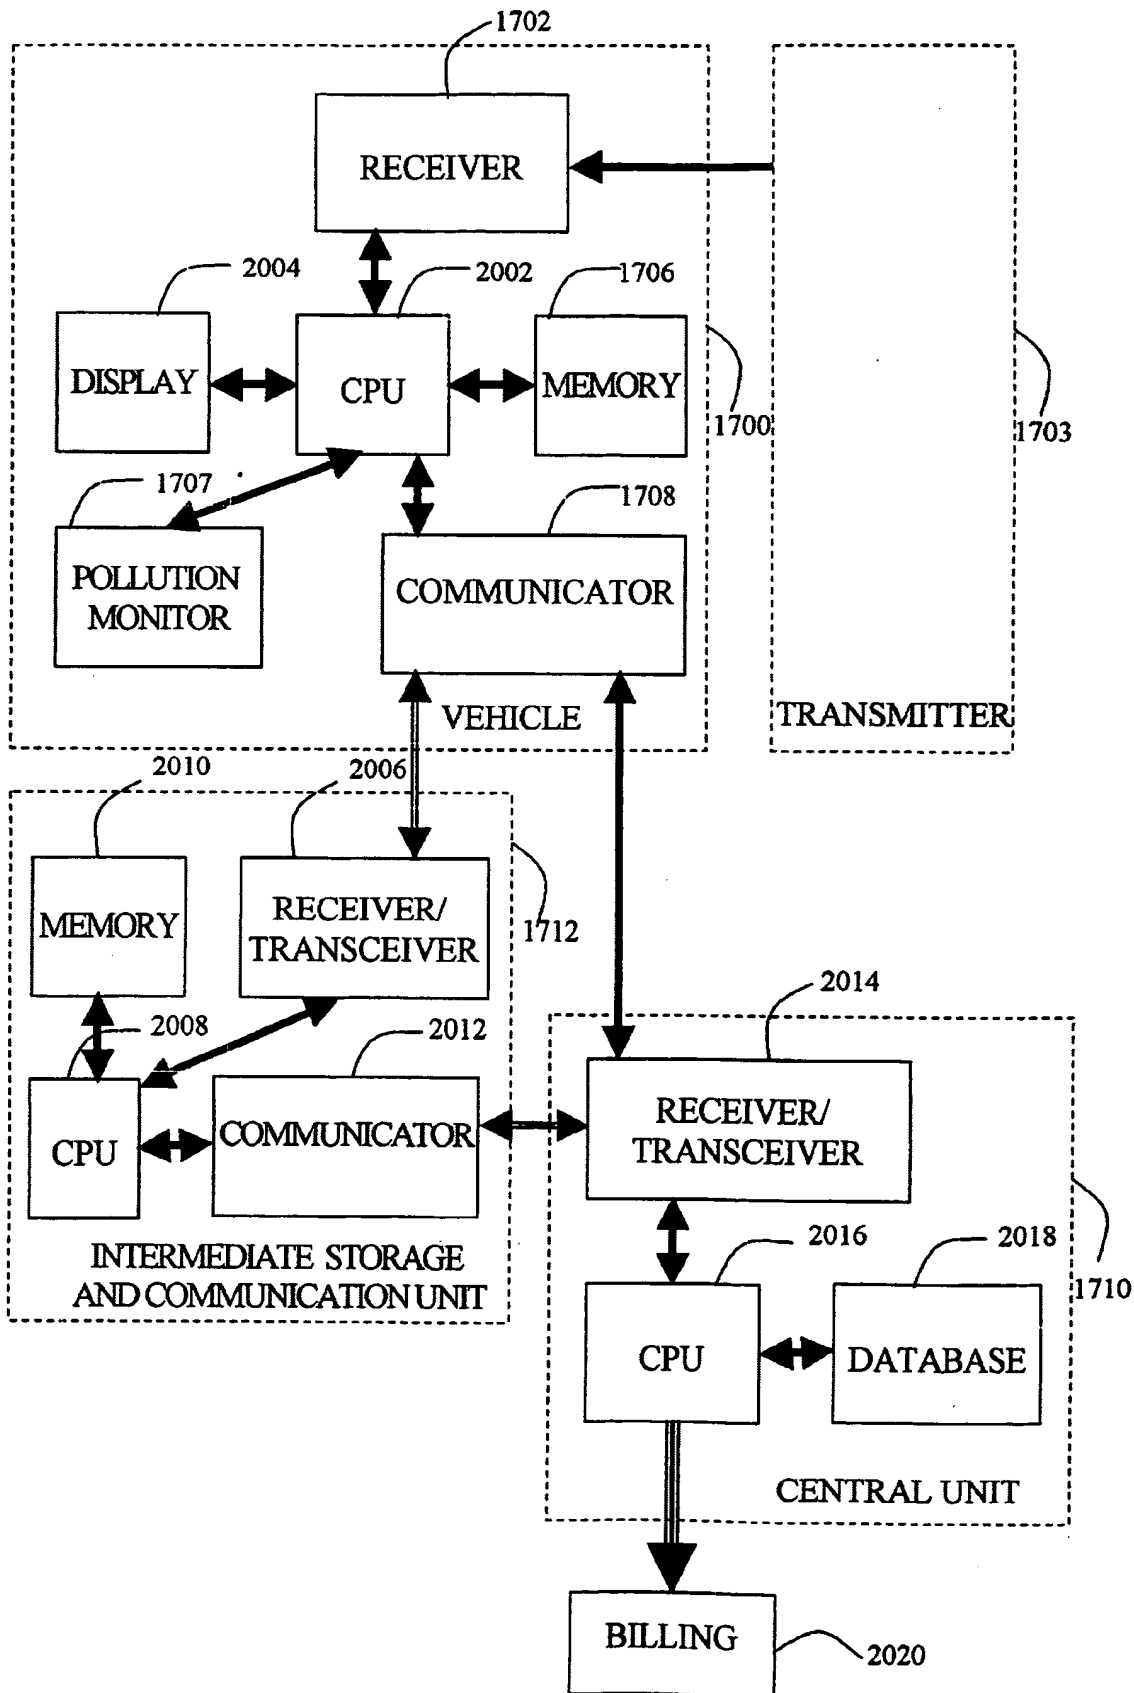 1702
RECEIVER
2004
2002
1706
DISPLAY
CPU
MEMORY
1700
1703
1707
1708
POLLUTION
MONITOR
COMMUNICATOR
VEHICLE
TRANSMITTER
2010
2006
MEMORY
RECEIVER/
TRANSCEIVER
1712
2008
2012
2014
CPU
COMMUNICATOR
RECEIVER/
TRANSCEIVER
INTERMEDIATE STORAGE
AND COMMUNICATION UNIT
2016
2018
1710
CPU
DATABASE
CENTRAL UNIT
BILLING
2020